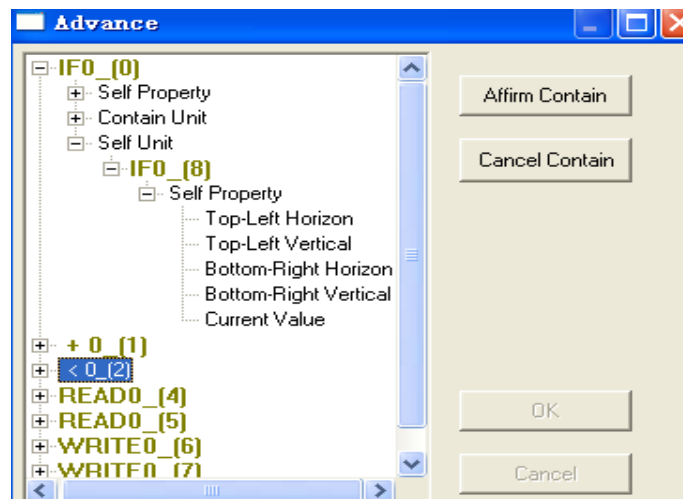 Advance
IF0_(0)
Self Property
Contain Unit
Self Unit
IF0_(8)
Self Property
Top-Left Horizon
Top-Left Vertical
Bottom-Right Horizon
Bottom-Right Vertical
Current Value
+ 0_(1)
< 0_(2)
READ0_(4)
READ0_(5)
WRITE0_(6)
WRITE0_(7)
Affirm Contain
Cancel Contain
OK
Cancel